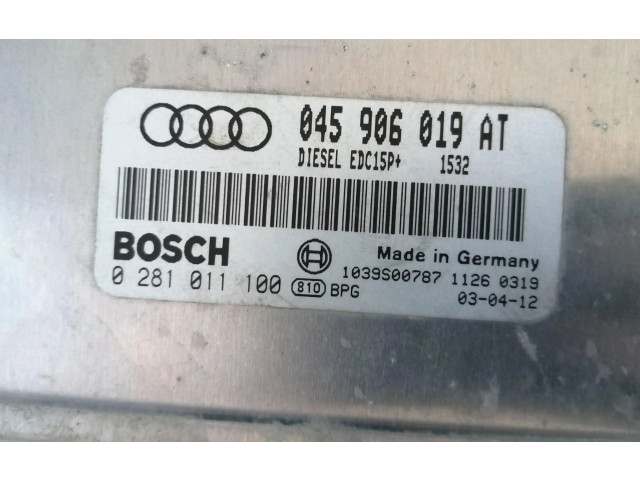 045 906 019 AT
DIESEL EDC15P+ 1532
BOSCH
Made in Germany
0 281 011 100 810 BPG
1039S00787 1126 0319
03-04-12